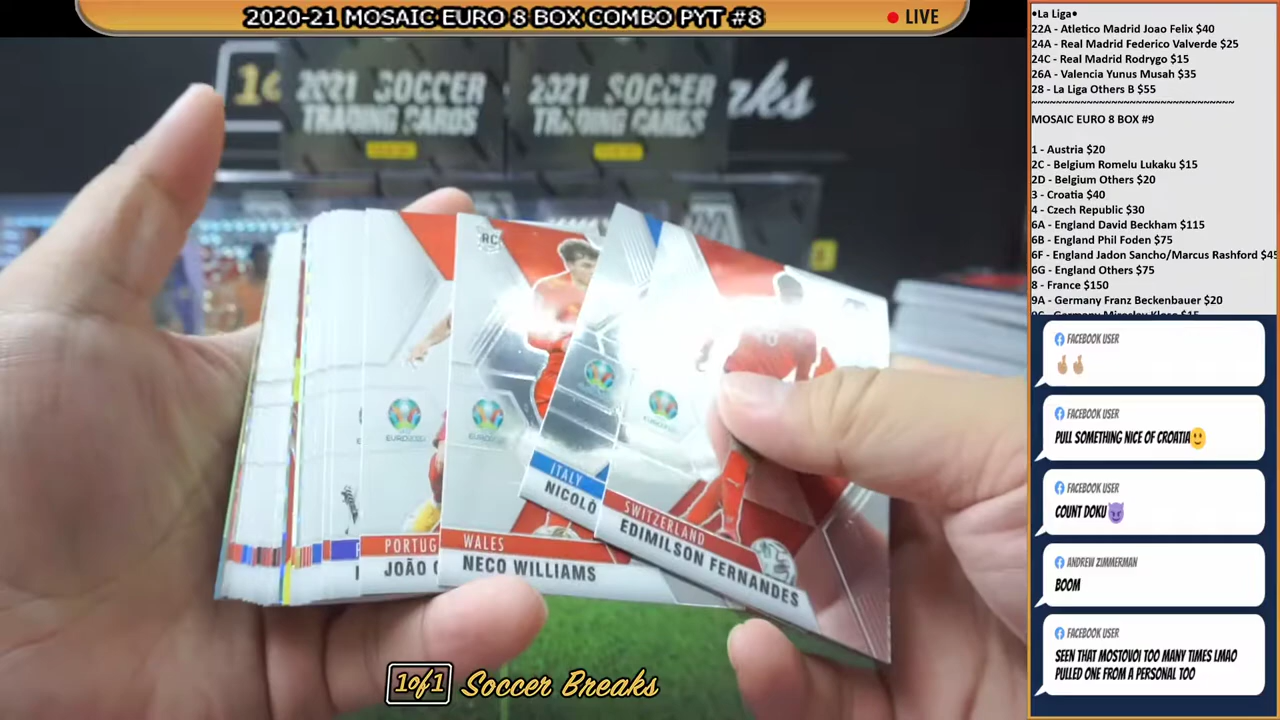 2020-21 MOSAIC EURO 8 BOX COMBO PYT #8
LIVE
2021 SOCCER
TRADING CARDS
2021 SOCCER
TRADING CARDS
RC
EURO2020
PORTUG
JOÃO
WALES
NECO WILLIAMS
ITALY
NICOLÒ
SWITZERLAND
EDIMILSON FERNANDES
1of1 Soccer Breaks
•La Liga•
22A - Atletico Madrid Joao Felix $40
24A - Real Madrid Federico Valverde $25
24C - Real Madrid Rodrygo $15
26A - Valencia Yunus Musah $35
28 - La Liga Others B $55
~~~~~~~~~~~~~~~~~~~~~~~~~~~~~~~~~
MOSAIC EURO 8 BOX #9
1 - Austria $20
2C - Belgium Romelu Lukaku $15
2D - Belgium Others $20
3 - Croatia $40
4 - Czech Republic $30
6A - England David Beckham $115
6B - England Phil Foden $75
6F - England Jadon Sancho/Marcus Rashford $45
6G - England Others $75
8 - France $150
9A - Germany Franz Beckenbauer $20
FACEBOOK USER
🤞🏼🤞🏼
FACEBOOK USER
PULL SOMETHING NICE OF CROATIA🙂
FACEBOOK USER
COUNT DOKU😈
ANDREW ZIMMERMAN
BOOM
FACEBOOK USER
SEEN THAT MOSTOVOI TOO MANY TIMES LMAO
PULLED ONE FROM A PERSONAL TOO